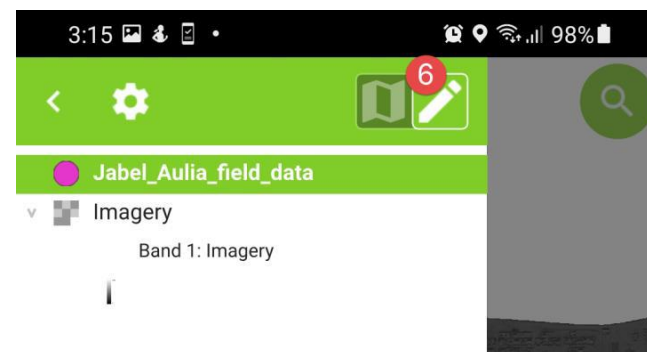 3:15 98%
6
Jabel_Aulia_field_data
v Imagery
Band 1: Imagery